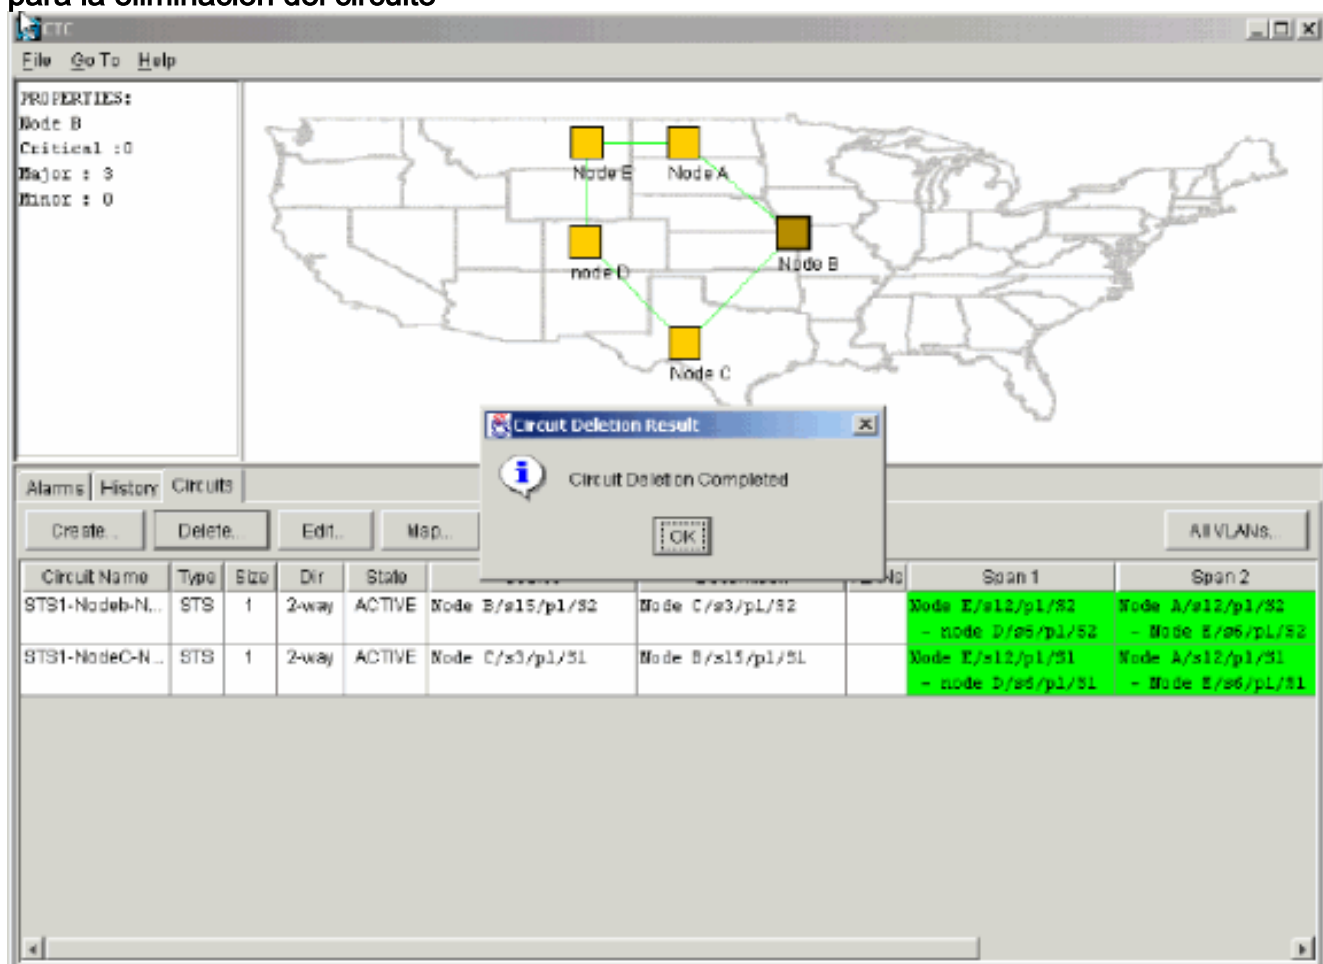 para la eliminación del circuito
CTC
File Go To Help
PROPERTIES:
Node B
Critical :0
Major : 3
Minor : 0
Node E
Node A
Node B
node D
Node C
Circuit Deletion Result
Circuit Deletion Completed
OK
Alarms History Circuits
Create... Delete... Edit... Map... All VLANs...
Circuit Name Type Size Dir State Span 1 Span 2
STS1-Nodeb-N... STS 1 2-way ACTIVE Node B/s15/p1/S2 Node C/s3/p1/S2 Node E/s12/p1/S2 Node A/s12/p1/S2
- node D/s6/p1/S2 - Node E/s6/p1/S2
STS1-NodeC-N... STS 1 2-way ACTIVE Node C/s3/p1/S1 Node B/s15/p1/S1 Node E/s12/p1/S1 Node A/s12/p1/S1
- node D/s6/p1/S1 - Node E/s6/p1/S1